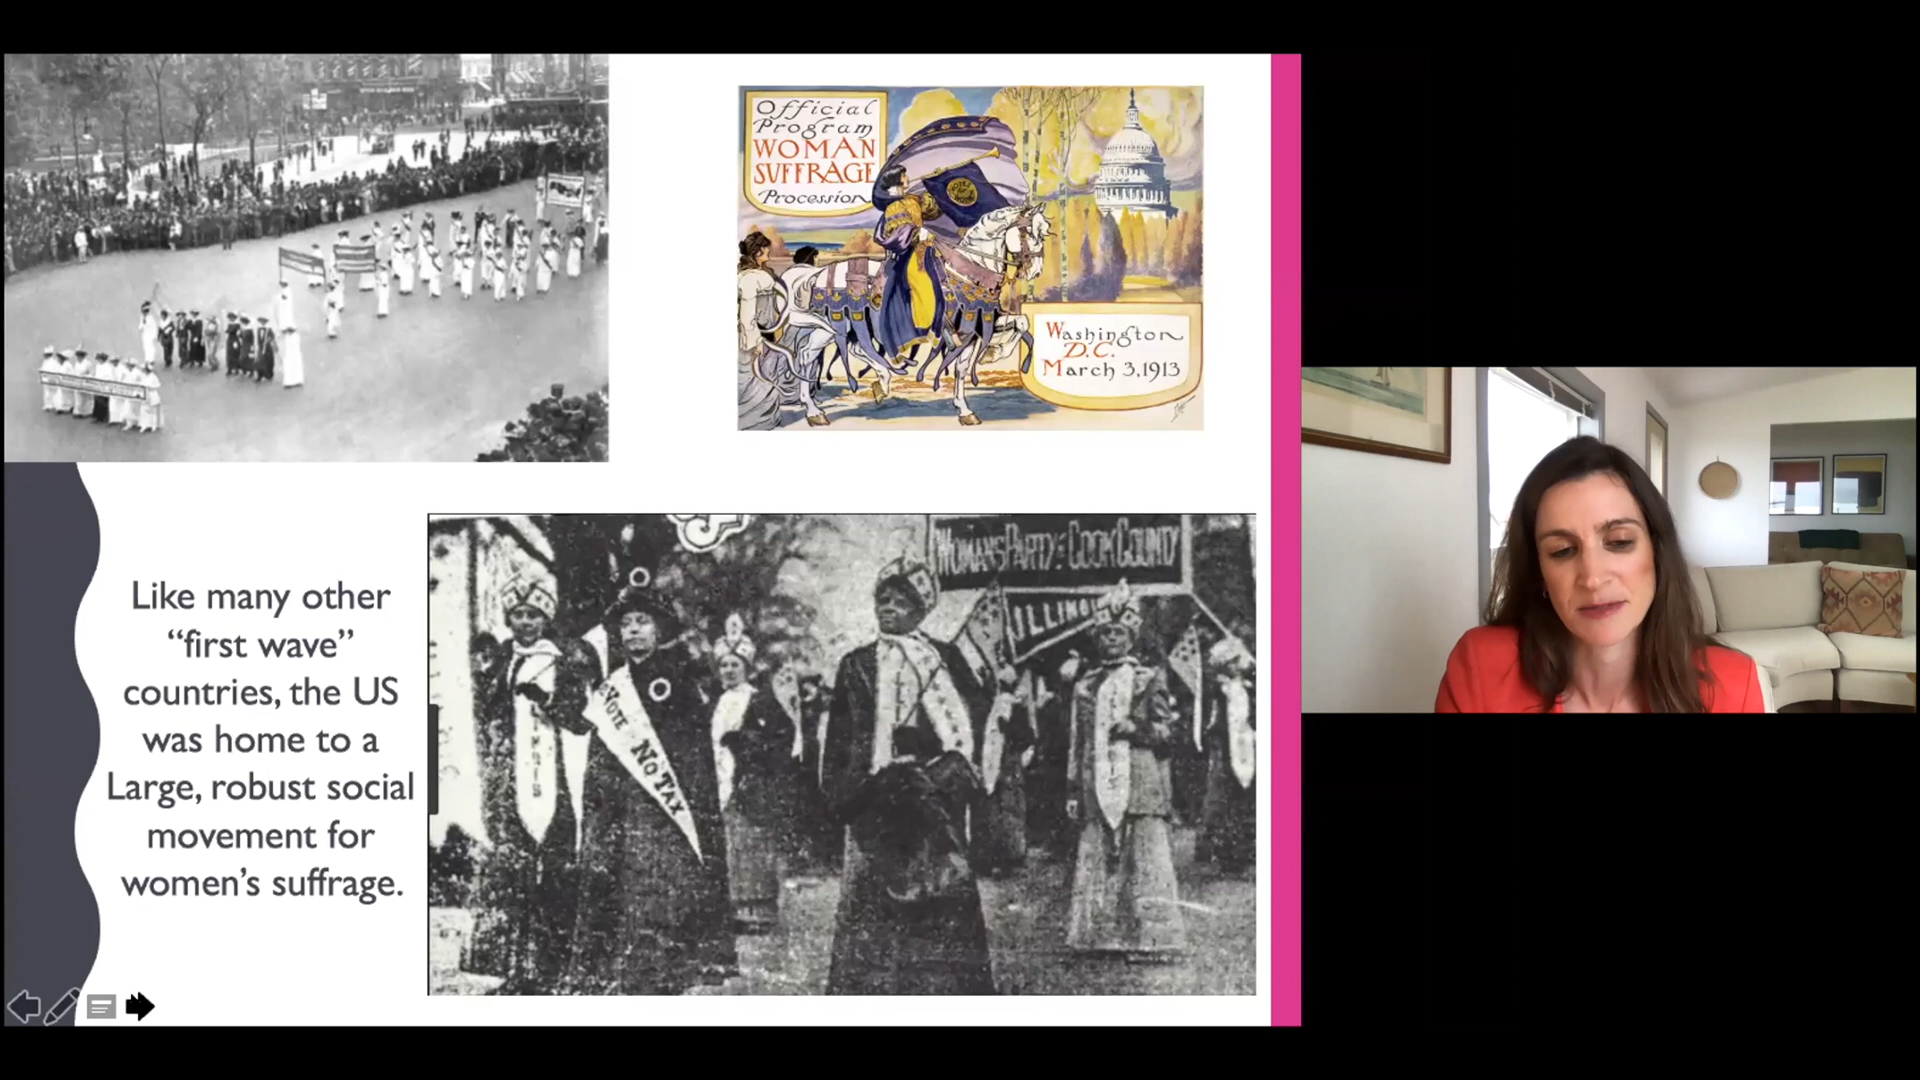 Official
Program
WOMAN
SUFFRAGE
Procession
VOTES
Washington
D.C.
March 3, 1913
Like many other
“first wave”
countries, the US
was home to a
Large, robust social
movement for
women’s suffrage.
WOMAN'S PARTY: COOK COUNTY
ILLINOIS
VOTE
NO TAX